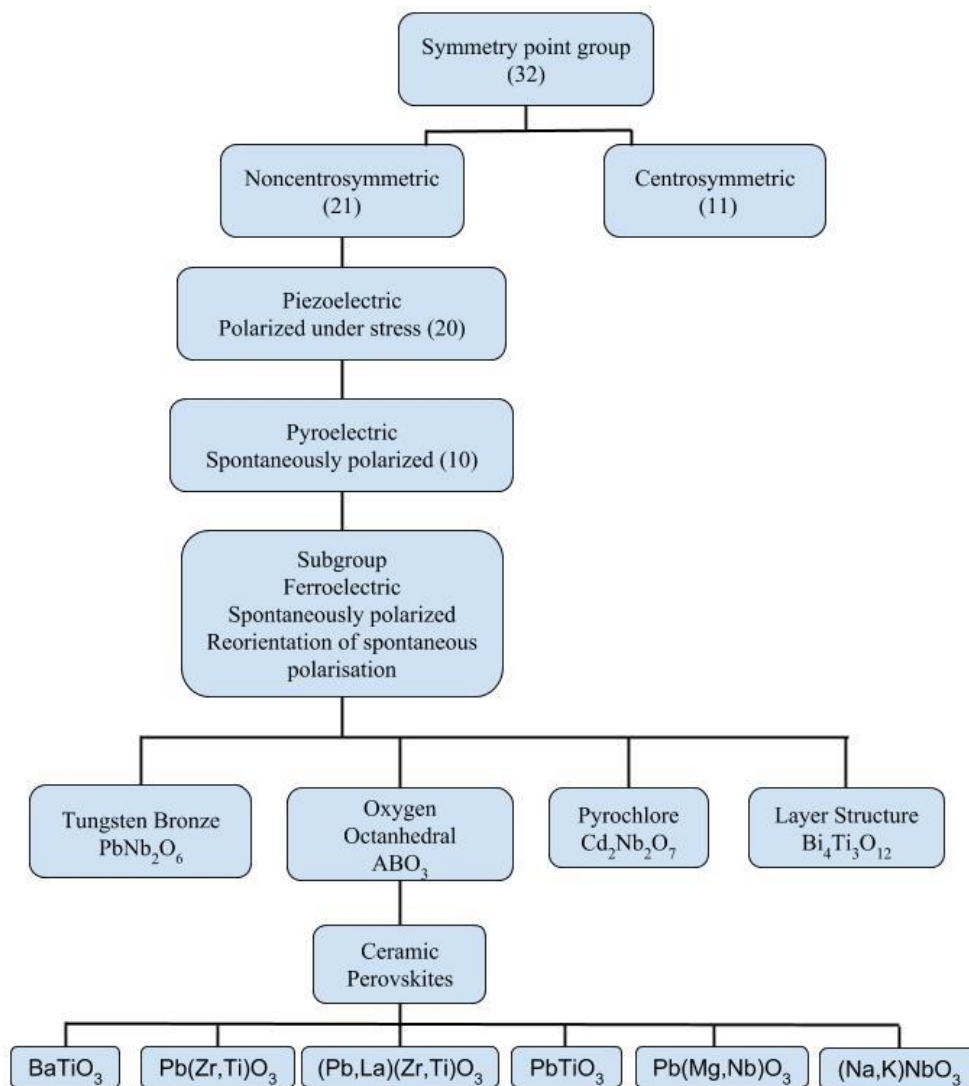 Symmetry point group
(32)
Noncentrosymmetric
(21)
Centrosymmetric
(11)
Piezoelectric
Polarized under stress (20)
Pyroelectric
Spontaneously polarized (10)
Subgroup
Ferroelectric
Spontaneously polarized
Reorientation of spontaneous
polarisation
Tungsten Bronze
PbNb₂O₆
Oxygen
Octanhedral
ABO₃
Pyrochlore
Cd₂Nb₂O₇
Layer Structure
Bi₄Ti₃O₁₂
Ceramic
Perovskites
BaTiO₃
Pb(Zr,Ti)O₃
(Pb,La)(Zr,Ti)O₃
PbTiO₃
Pb(Mg,Nb)O₃
(Na,K)NbO₃